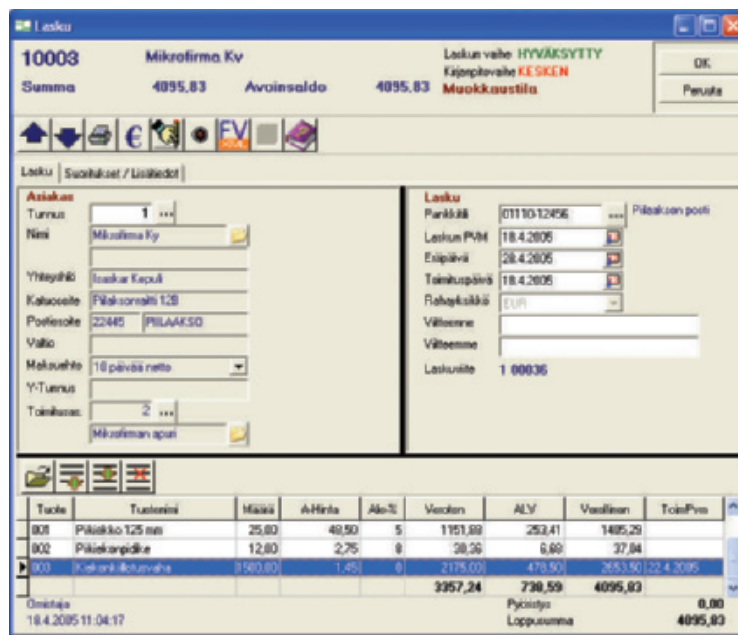 Lasku
10003 Mikrofirma Kv Laskun vaihe HYVÄKSYTTY OK
Kirjanpitovaihe KESKEN
Summa 4095,83 Avoinsaldo 4095,83 Muokkaustila Peruuta
€ FV
Lasku Suoritukset / Lisätiedot
Asiakas Lasku
Tunnus 1 ... Pankkitili 01110-12456 ... Piilaakson posti
Nimi Mikrofirma Ky Laskun PVM 18.4.2005
Eräpäivä 28.4.2005
Yhteyshlö Isaskar Kepuli Toimituspäivä 18.4.2005
Katuosoite Piilaksonraitti 128 Rahayksikkö EUR
Postiosoite 22445 PIILAAKSO Viitteenne
Valtio Viitteemme
Maksuehto 10 päivää netto Laskuviite 1 00036
Y-Tunnus
Toimitusas 2 ...
Mikrofirman apuri
Tuote Tuotenimi Määrä A-Hinta Ale-% Veroton ALV Verollinen ToimPvm
001 Piikiekko 125 mm 25,00 48,50 5 1151,88 253,41 1405,29
002 Piikiekonpidike 12,00 2,75 8 30,36 6,68 37,04
003 Kiekonkiillotusvaha 1500,00 1,45 0 2175,00 478,50 2653,50 22.4.2005
3357,24 738,59 4095,83
Omistaja Pyöristys 0,00
18.4.2005 11:04:17 Loppusumma 4095,83